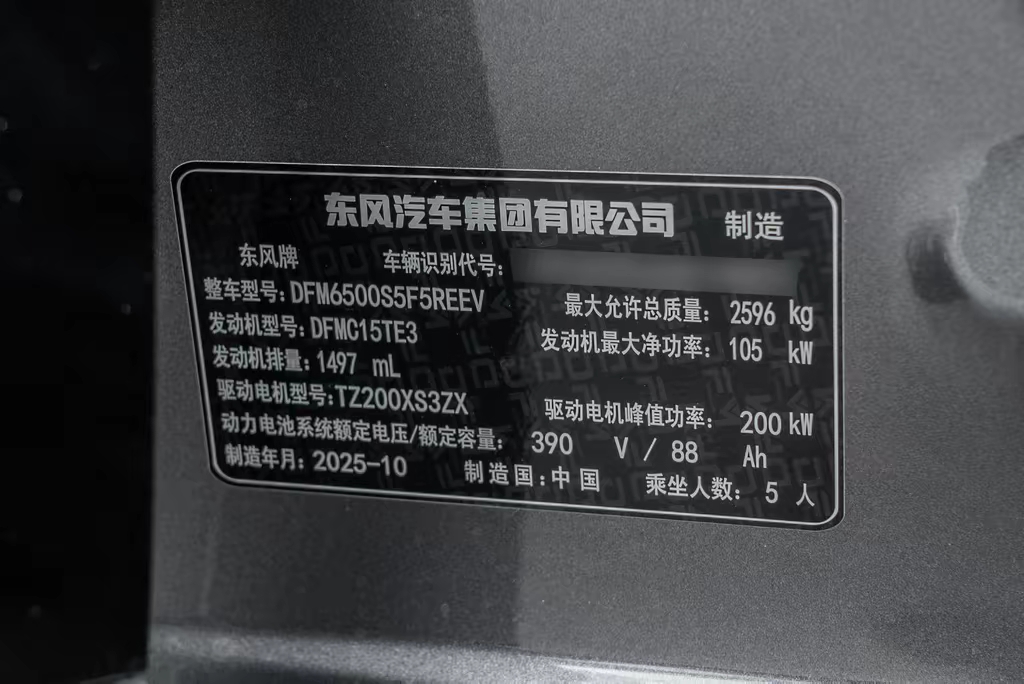 东风汽车集团有限公司 制造
东风牌 车辆识别代号:
整车型号: DFM6500S5F5REEV 最大允许总质量: 2596 kg
发动机型号: DFMC15TE3 发动机最大净功率: 105 kW
发动机排量: 1497 mL
驱动电机型号: TZ200XS3ZX 驱动电机峰值功率: 200 kW
动力电池系统额定电压/额定容量: 390 V / 88 Ah
制造年月: 2025-10 制造国: 中国 乘坐人数: 5 人